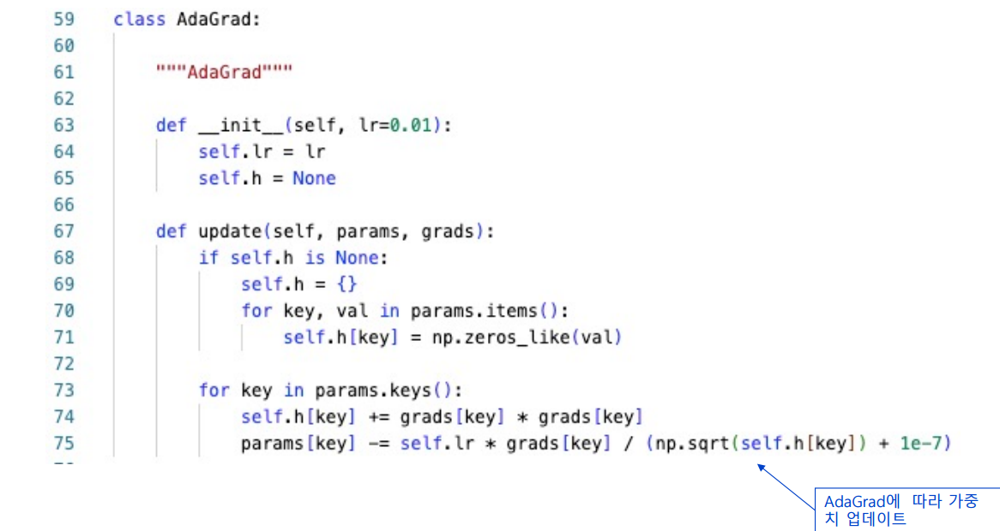 59 class AdaGrad:
60
61 """AdaGrad"""
62
63 def __init__(self, lr=0.01):
64 self.lr = lr
65 self.h = None
66
67 def update(self, params, grads):
68 if self.h is None:
69 self.h = {}
70 for key, val in params.items():
71 self.h[key] = np.zeros_like(val)
72
73 for key in params.keys():
74 self.h[key] += grads[key] * grads[key]
75 params[key] -= self.lr * grads[key] / (np.sqrt(self.h[key]) + 1e-7)
AdaGrad에 따라 가중
치 업데이트